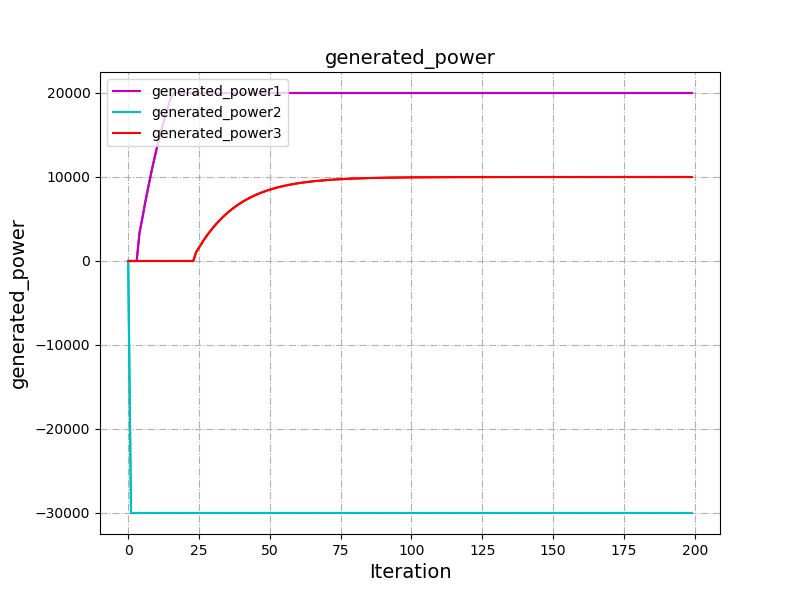 generated_power
generated_power1
generated_power2
generated_power3
20000
10000
0
−10000
−20000
−30000
generated_power
0 25 50 75 100 125 150 175 200
Iteration